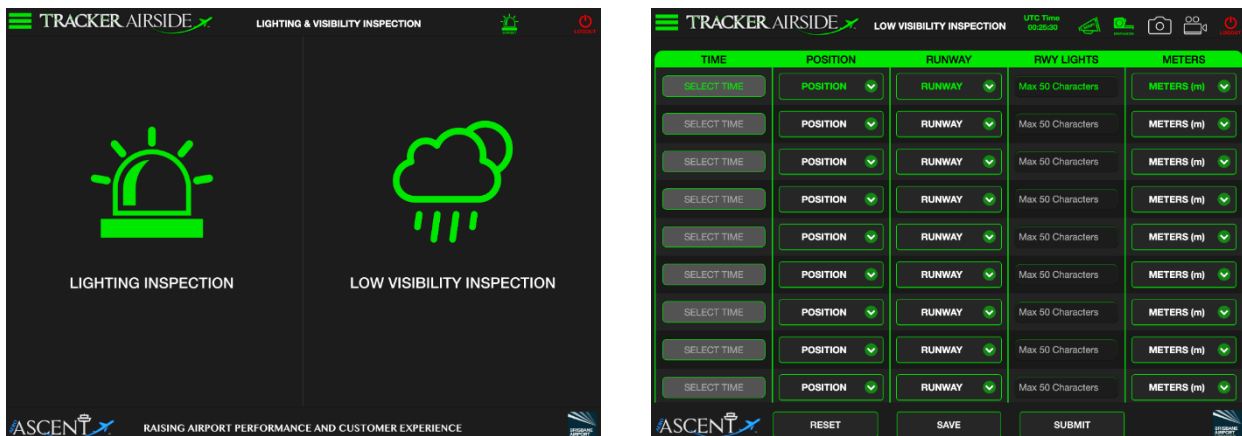 TRACKER AIRSIDE
LIGHTING & VISIBILITY INSPECTION
SUNSET
LOGOUT
LIGHTING INSPECTION
LOW VISIBILITY INSPECTION
ASCENT
RAISING AIRPORT PERFORMANCE AND CUSTOMER EXPERIENCE
BRISBANE
AIRPORT
TRACKER AIRSIDE
LOW VISIBILITY INSPECTION
UTC Time
00:25:30
LOGOUT
TIME POSITION RUNWAY RWY LIGHTS METERS
SELECT TIME POSITION RUNWAY Max 50 Characters METERS (m)
SELECT TIME POSITION RUNWAY Max 50 Characters METERS (m)
SELECT TIME POSITION RUNWAY Max 50 Characters METERS (m)
SELECT TIME POSITION RUNWAY Max 50 Characters METERS (m)
SELECT TIME POSITION RUNWAY Max 50 Characters METERS (m)
SELECT TIME POSITION RUNWAY Max 50 Characters METERS (m)
SELECT TIME POSITION RUNWAY Max 50 Characters METERS (m)
SELECT TIME POSITION RUNWAY Max 50 Characters METERS (m)
SELECT TIME POSITION RUNWAY Max 50 Characters METERS (m)
ASCENT
RESET SAVE SUBMIT
BRISBANE
AIRPORT